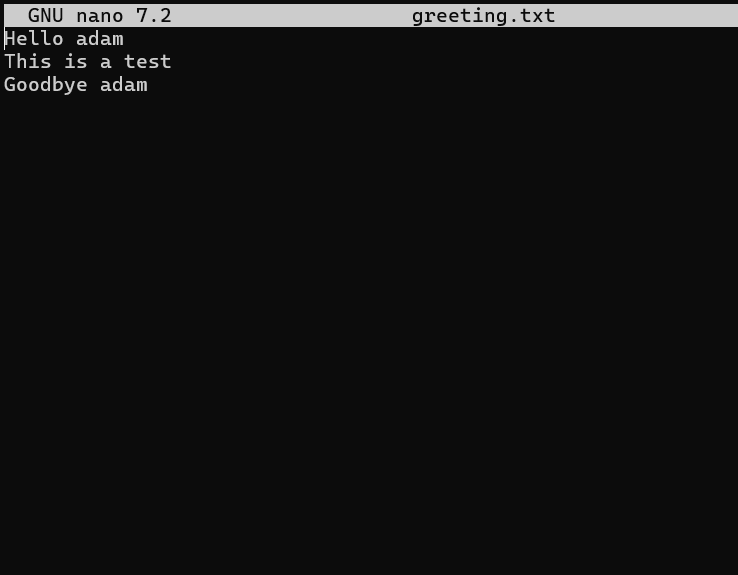 GNU nano 7.2 greeting.txt
Hello adam
This is a test
Goodbye adam